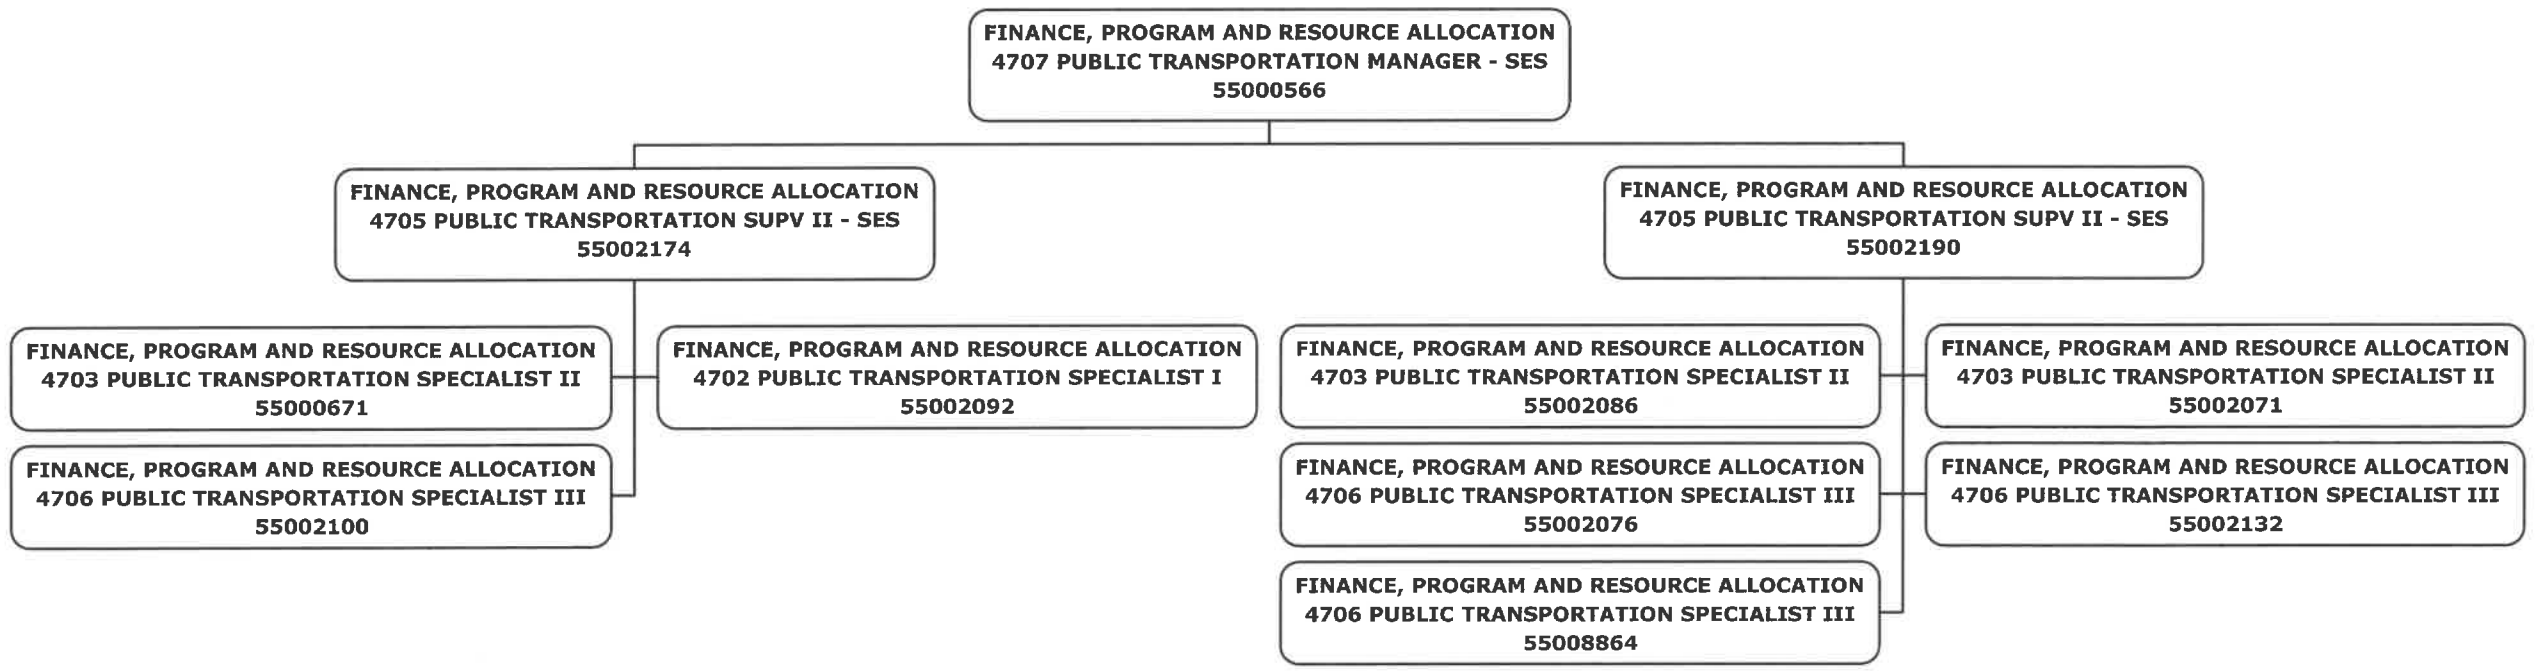 FINANCE, PROGRAM AND RESOURCE ALLOCATION
4707 PUBLIC TRANSPORTATION MANAGER - SES
55000566
FINANCE, PROGRAM AND RESOURCE ALLOCATION
4705 PUBLIC TRANSPORTATION SUPV II - SES
55002174
FINANCE, PROGRAM AND RESOURCE ALLOCATION
4705 PUBLIC TRANSPORTATION SUPV II - SES
55002190
FINANCE, PROGRAM AND RESOURCE ALLOCATION
4703 PUBLIC TRANSPORTATION SPECIALIST II
55000671
FINANCE, PROGRAM AND RESOURCE ALLOCATION
4702 PUBLIC TRANSPORTATION SPECIALIST I
55002092
FINANCE, PROGRAM AND RESOURCE ALLOCATION
4703 PUBLIC TRANSPORTATION SPECIALIST II
55002086
FINANCE, PROGRAM AND RESOURCE ALLOCATION
4703 PUBLIC TRANSPORTATION SPECIALIST II
55002071
FINANCE, PROGRAM AND RESOURCE ALLOCATION
4706 PUBLIC TRANSPORTATION SPECIALIST III
55002100
FINANCE, PROGRAM AND RESOURCE ALLOCATION
4706 PUBLIC TRANSPORTATION SPECIALIST III
55002076
FINANCE, PROGRAM AND RESOURCE ALLOCATION
4706 PUBLIC TRANSPORTATION SPECIALIST III
55002132
FINANCE, PROGRAM AND RESOURCE ALLOCATION
4706 PUBLIC TRANSPORTATION SPECIALIST III
55008864